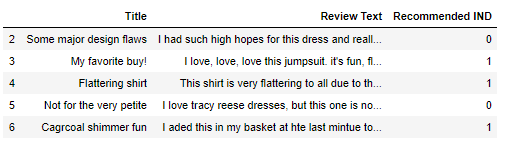 Title Review Text Recommended IND
2 Some major design flaws I had such high hopes for this dress and reall... 0
3 My favorite buy! I love, love, love this jumpsuit. it's fun, fl... 1
4 Flattering shirt This shirt is very flattering to all due to th... 1
5 Not for the very petite I love tracy reese dresses, but this one is no... 0
6 Cagrcoal shimmer fun I aded this in my basket at hte last mintue to... 1